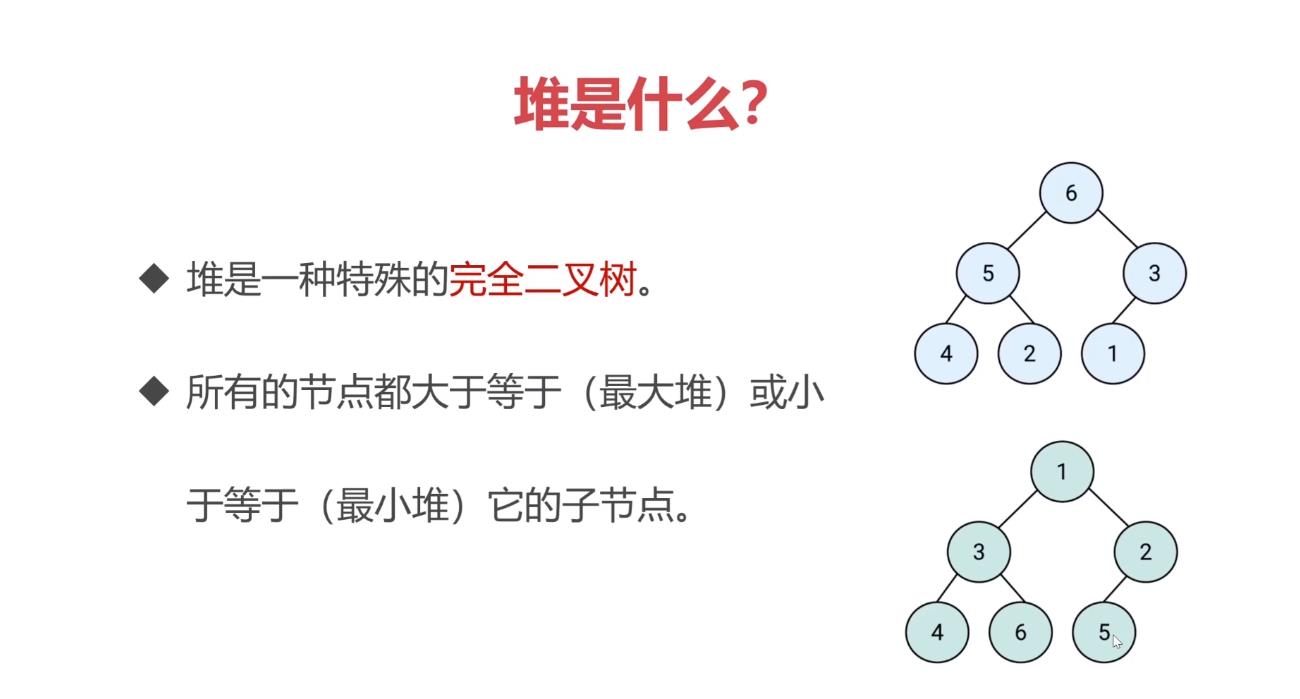 堆是什么?
◆ 堆是一种特殊的完全二叉树。
◆ 所有的节点都大于等于（最大堆）或小
于等于（最小堆）它的子节点。
6
5 3
4 2 1
1
3 2
4 6 5